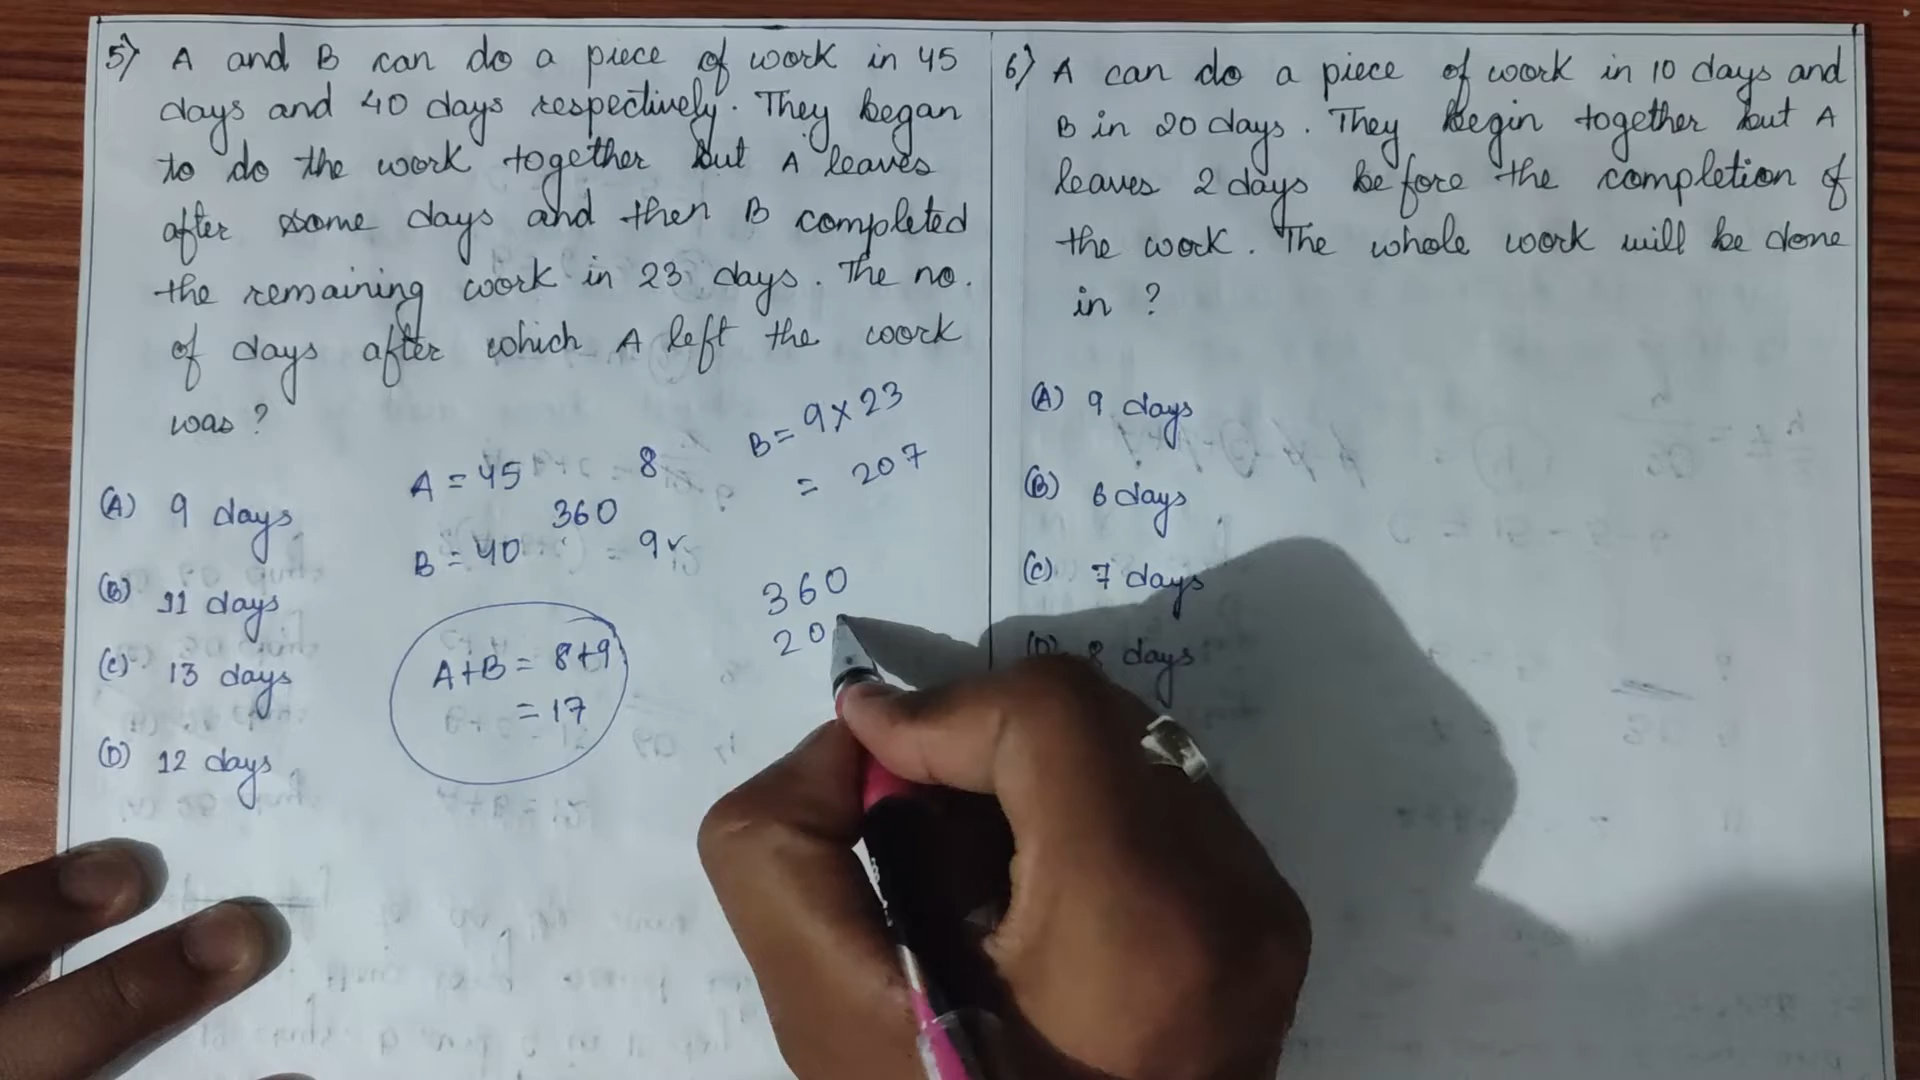 5) A and B can do a piece of work in 45
days and 40 days respectively. They began
to do the work together but A leaves
after some days and then B completed
the remaining work in 23 days. The no.
of days after which A left the work
was?
(A) 9 days
(B) 11 days
(C) 13 days
(D) 12 days
A = 45 8
360
B = 40 = 9
A+B = 8+9
= 17
B = 9 × 23
= 207
360
20
6) A can do a piece of work in 10 days and
B in 20 days. They begin together but A
leaves 2 days before the completion of
the work. The whole work will be done
in ?
(A) 9 days
(B) 6 days
(C) 7 days
(D) 8 days